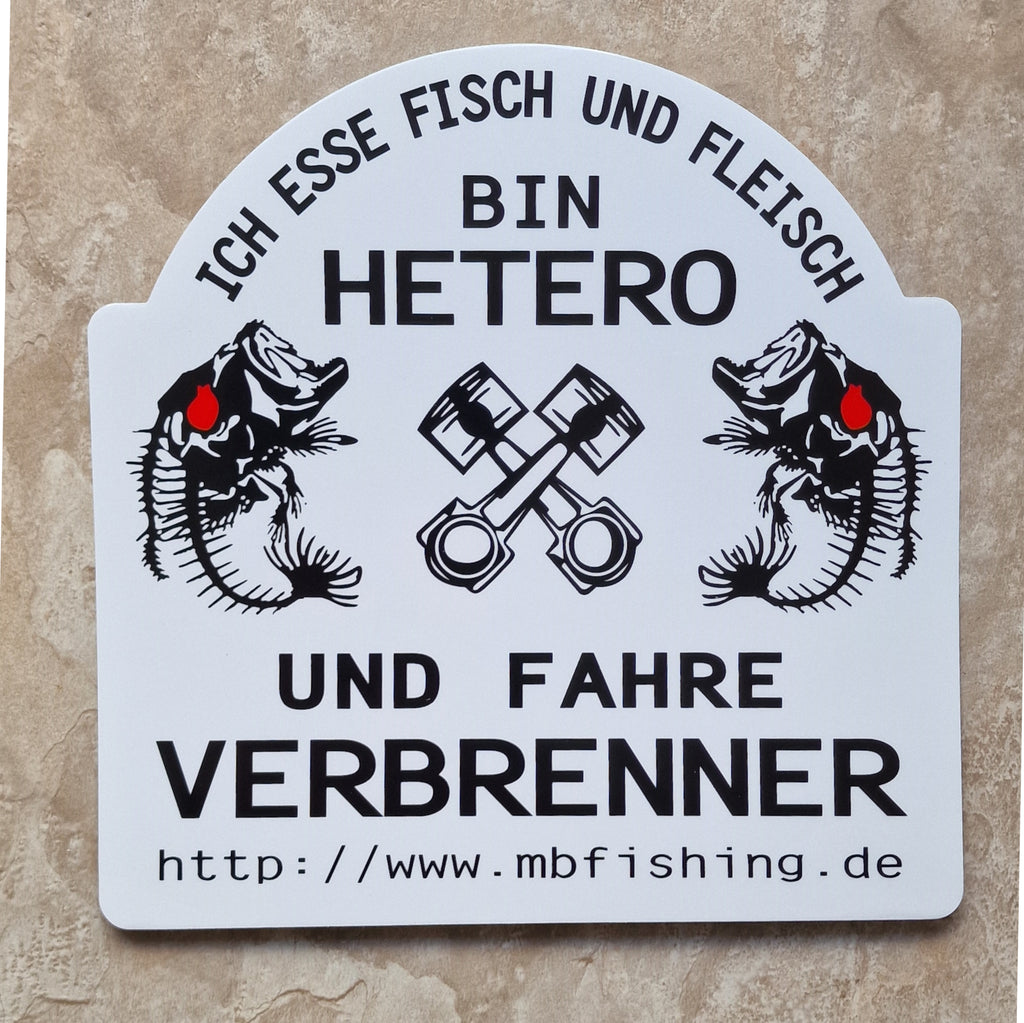 ICH ESSE FISCH UND FLEISCH
BIN
HETERO
UND FAHRE
VERBRENNER
http://www.mbfishing.de